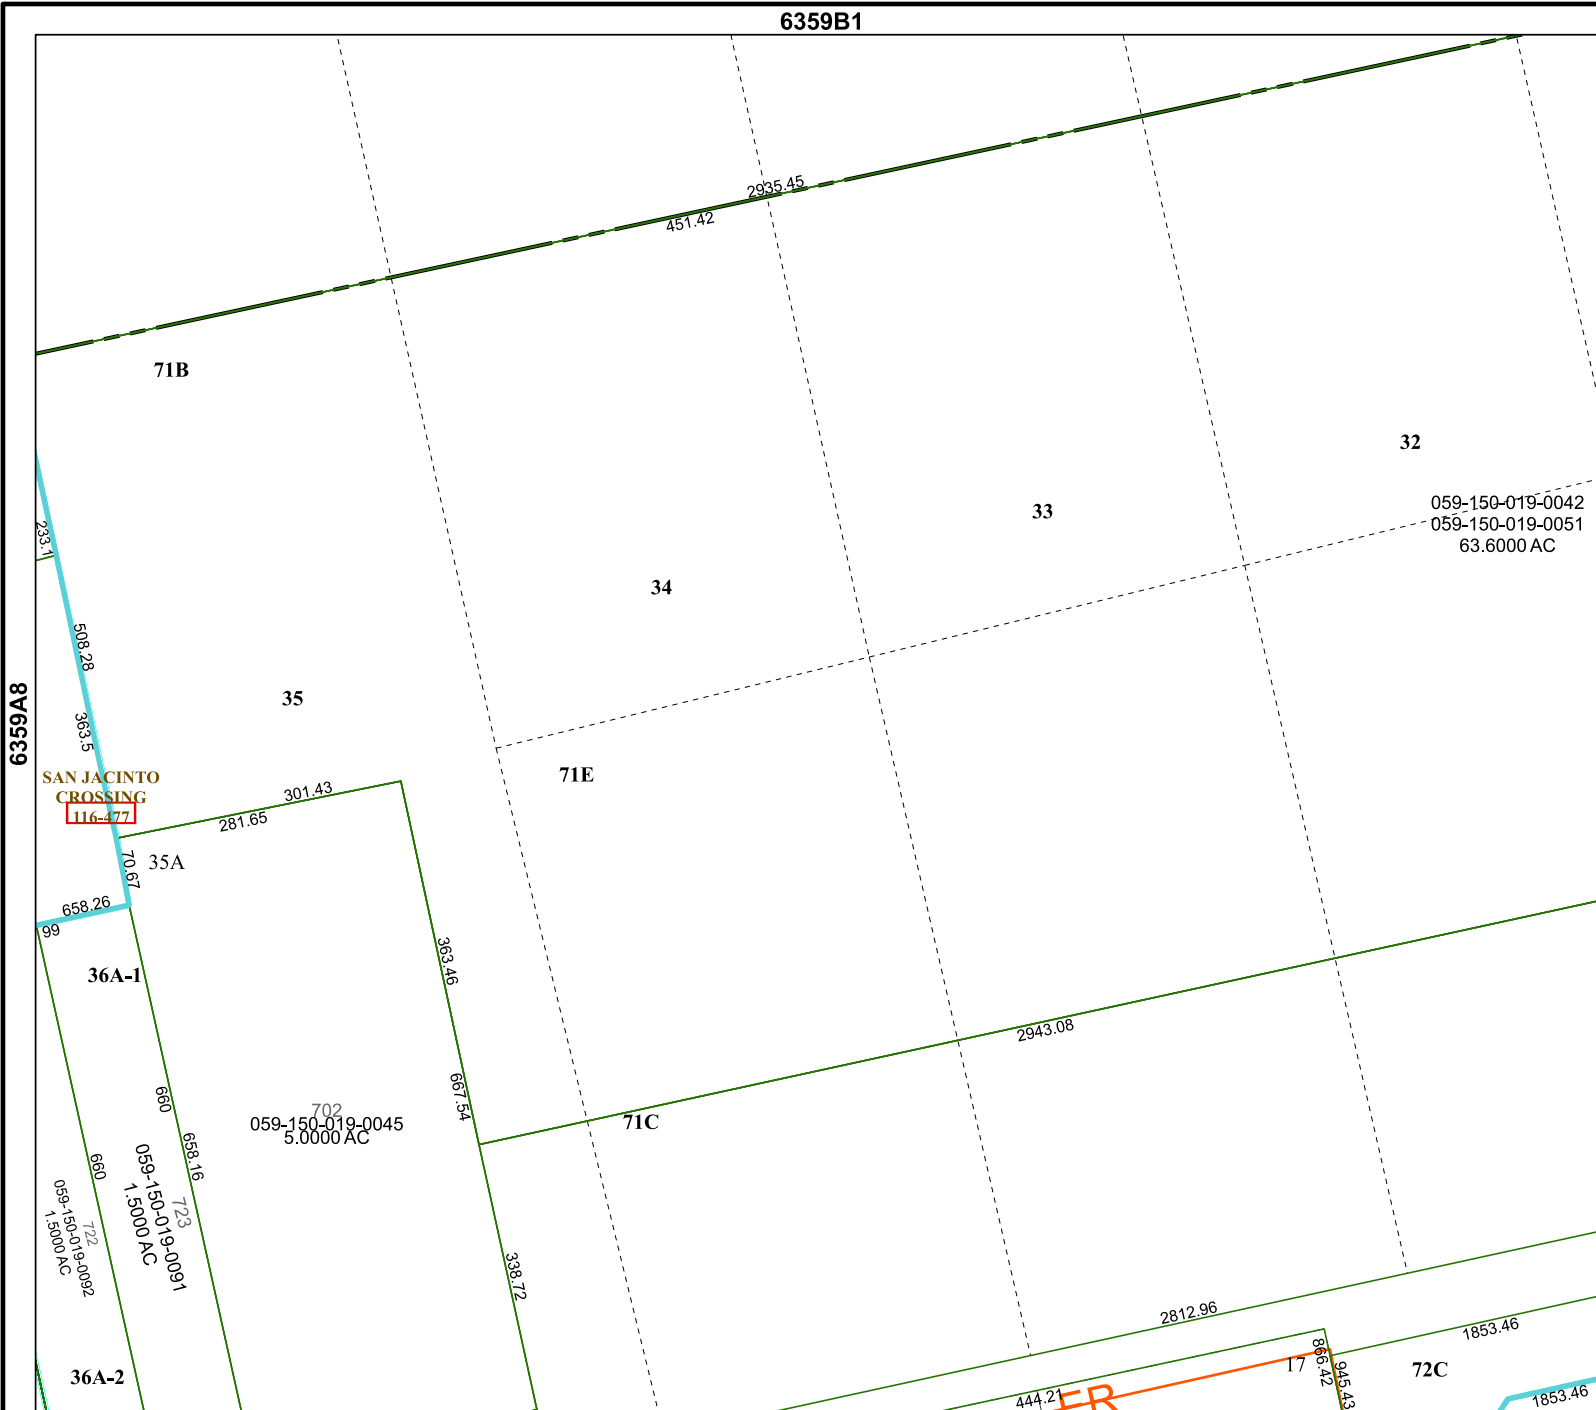 6359B1
2935.45
451.42
71B
32
059-150-019-0042
059-150-019-0051
63.6000 AC
33
233.1
34
508.28
35
6359A8
363.5
71E
SAN JACINTO
CROSSING
116-477
301.43
281.65
70.67
35A
658.26
99
363.46
36A-1
2943.08
667.54
660
702
059-150-019-0045
5.0000 AC
71C
658.16
660
723
059-150-019-0091
1.5000 AC
722
059-150-019-0092
1.5000 AC
338.72
2812.96
1853.46
866.42
17
945.43
72C
36A-2
444.21
ER
1853.46